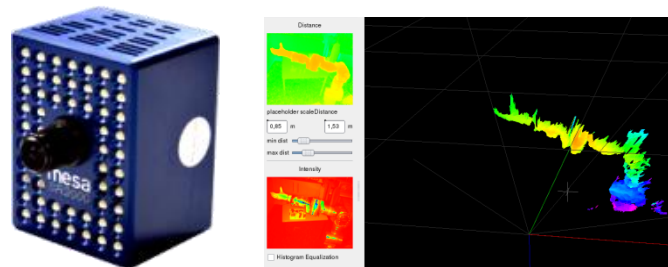 mesa
Distance
placeholder scaleDistance
0,85 m 1,53 m
min dist
max dist
Intensity
Histogram Equalization